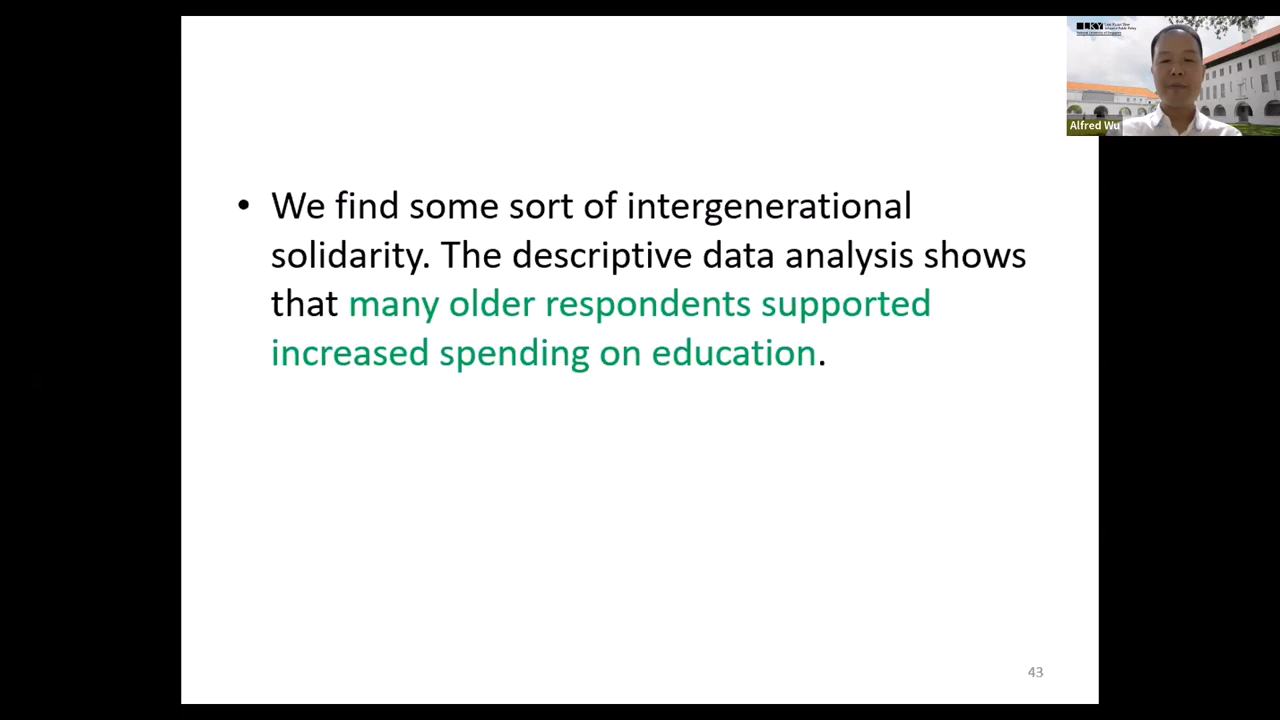 LKY
Alfred Wu
• We find some sort of intergenerational
solidarity. The descriptive data analysis shows
that many older respondents supported
increased spending on education.
43